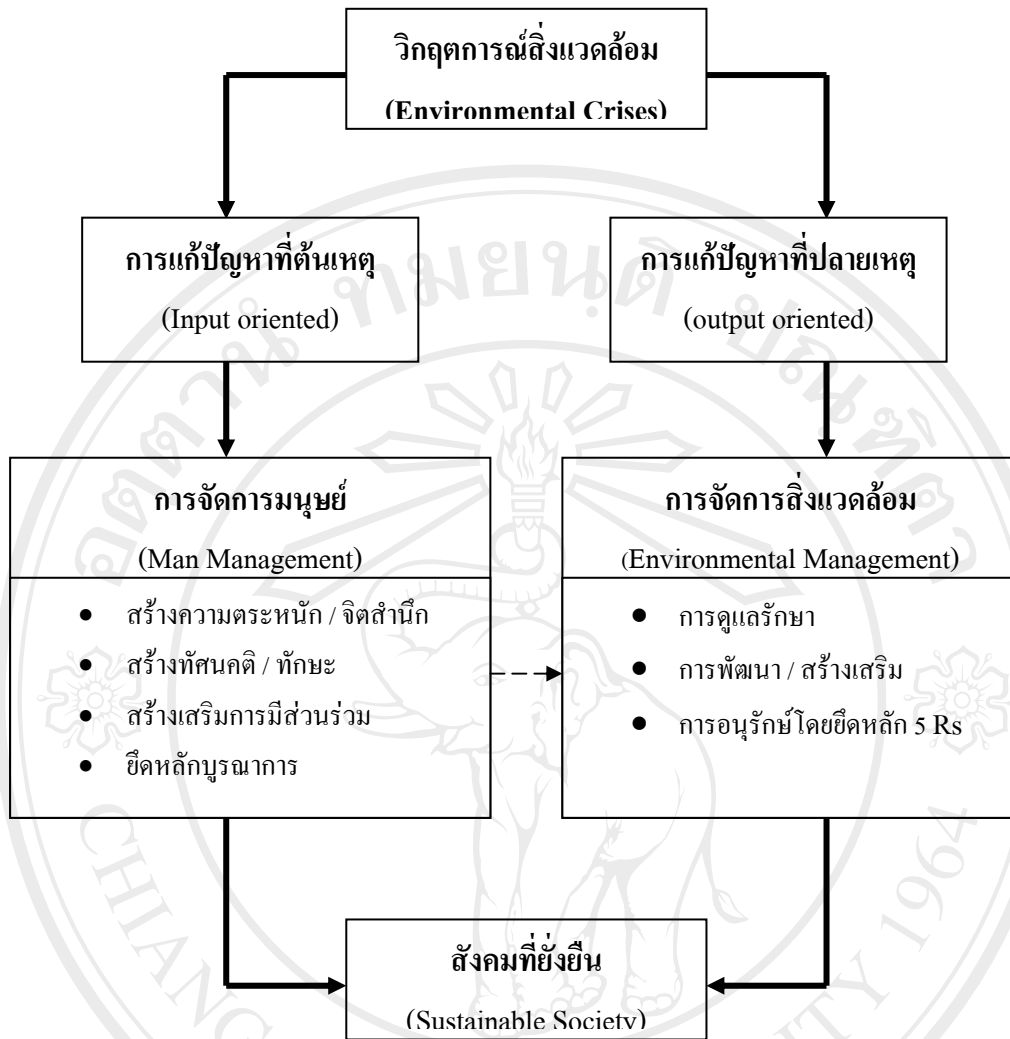 วิกฤตการณ์สิ่งแวดล้อม
(Environmental Crises)
การแก้ปัญหาที่ต้นเหตุ
(Input oriented)
การแก้ปัญหาที่ปลายเหตุ
(output oriented)
การจัดการมนุษย์
(Man Management)
• สร้างความตระหนัก / จิตสำนึก
• สร้างทัศนคติ / ทักษะ
• สร้างเสริมการมีส่วนร่วม
• ยึดหลักบูรณาการ
การจัดการสิ่งแวดล้อม
(Environmental Management)
• การดูแลรักษา
• การพัฒนา / สร้างเสริม
• การอนุรักษ์โดยยึดหลัก 5 Rs
สังคมที่ยั่งยืน
(Sustainable Society)
1964